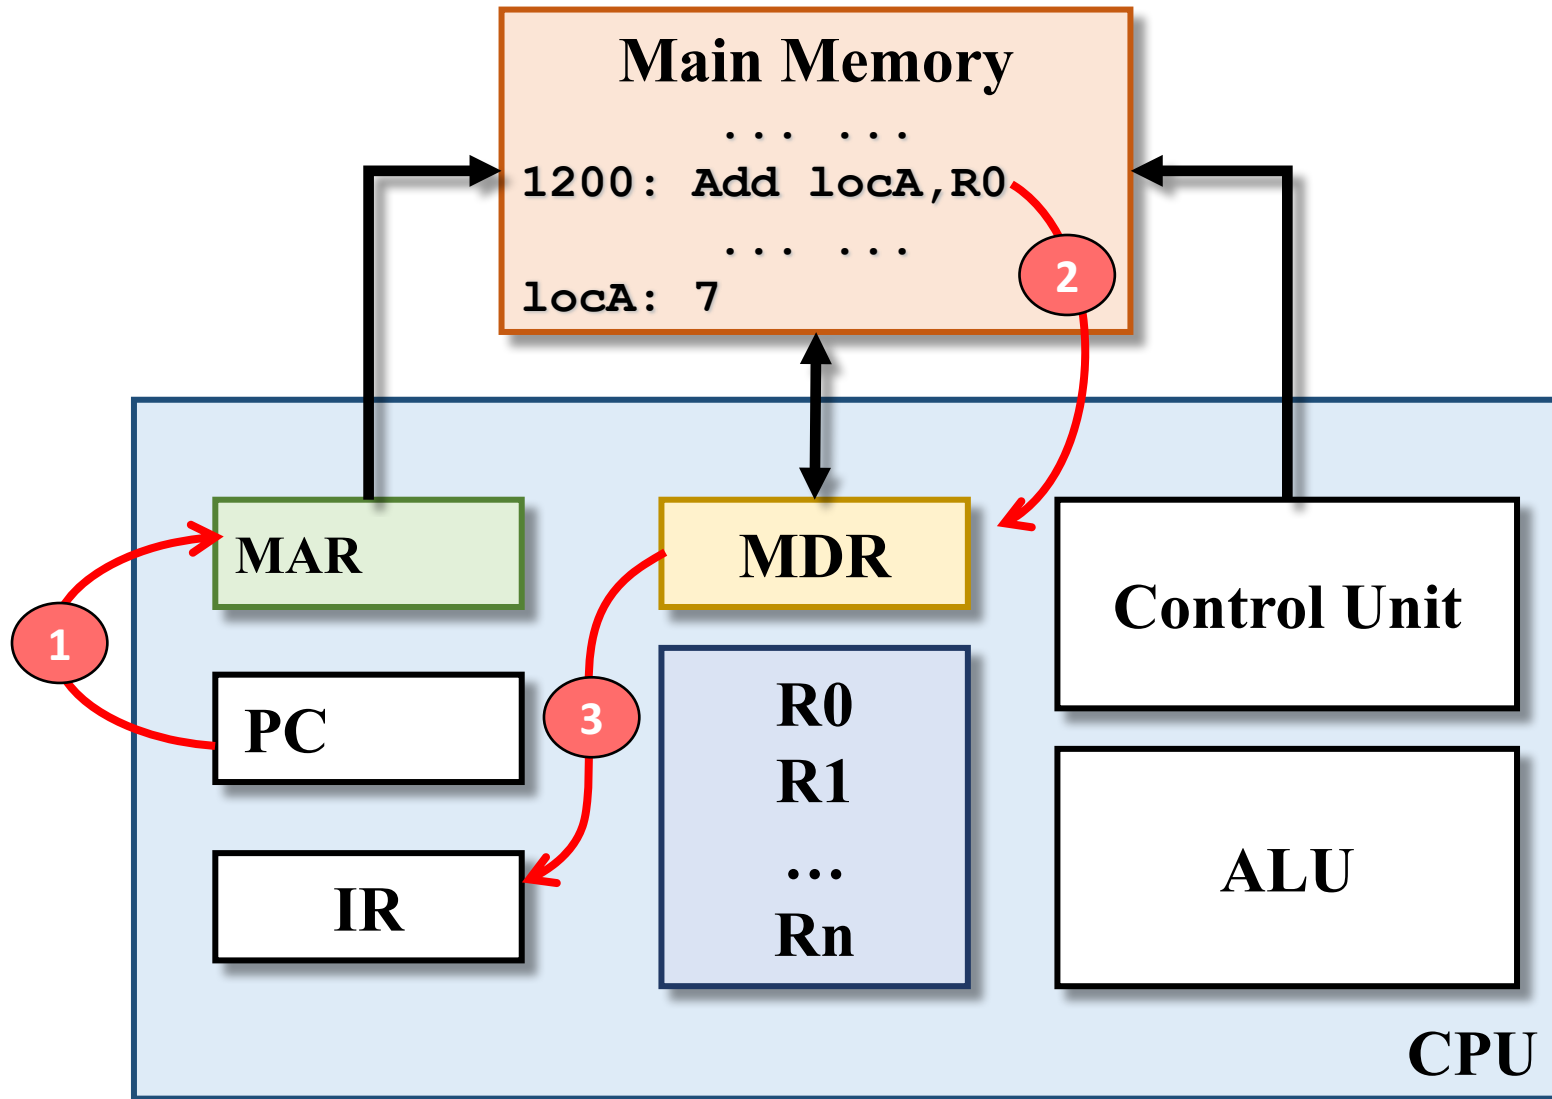 Main Memory
... ...
1200: Add locA,R0
... ...
locA: 7
2
MAR
MDR
Control Unit
1
PC
3
R0
R1
...
Rn
IR
ALU
CPU